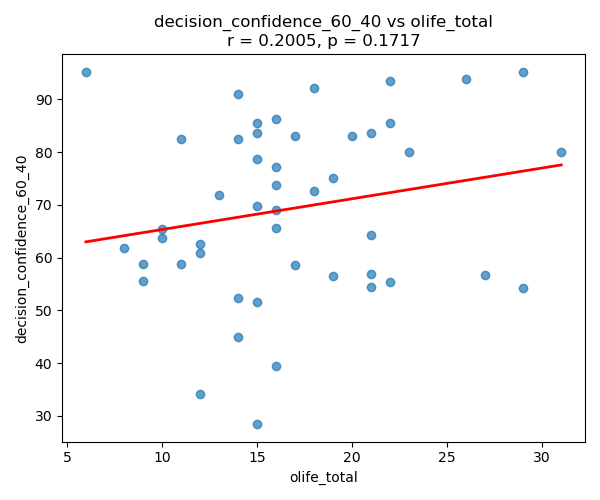 decision_confidence_60_40 vs olife_total
r = 0.2005, p = 0.1717
decision_confidence_60_40
90
80
70
60
50
40
30
5 10 15 20 25 30
olife_total